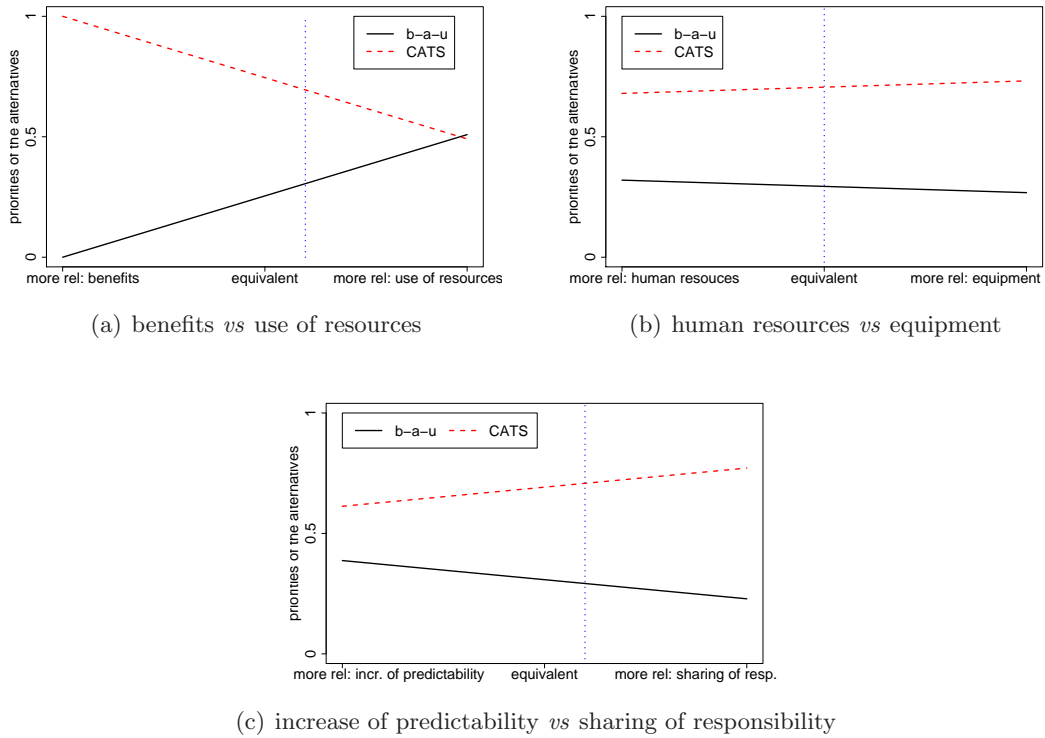 1
b−a−u
CATS
0.5
priorities of the alternatives
0
more rel: benefits equivalent more rel: use of resources
(a) benefits vs use of resources
1
b−a−u
CATS
0.5
priorities of the alternatives
0
more rel: human resouces equivalent more rel: equipment
(b) human resources vs equipment
1
b−a−u CATS
0.5
priorities of the alternatives
0
more rel: incr. of predictability equivalent more rel: sharing of resp.
(c) increase of predictability vs sharing of responsibility